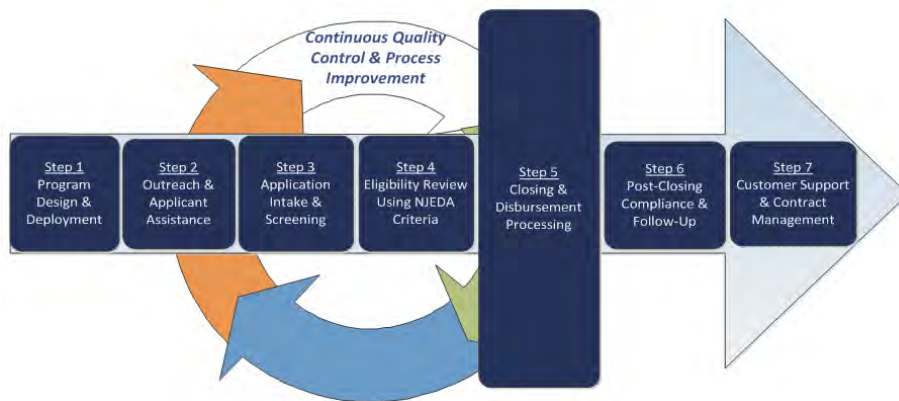 Continuous Quality
Control & Process
Improvement
Step 1
Program
Design &
Deployment
Step 2
Outreach &
Applicant
Assistance
Step 3
Application
Intake &
Screening
Step 4
Eligibility Review
Using NJEDA
Criteria
Step 5
Closing &
Disbursement
Processing
Step 6
Post-Closing
Compliance &
Follow-Up
Step 7
Customer Support
& Contract
Management